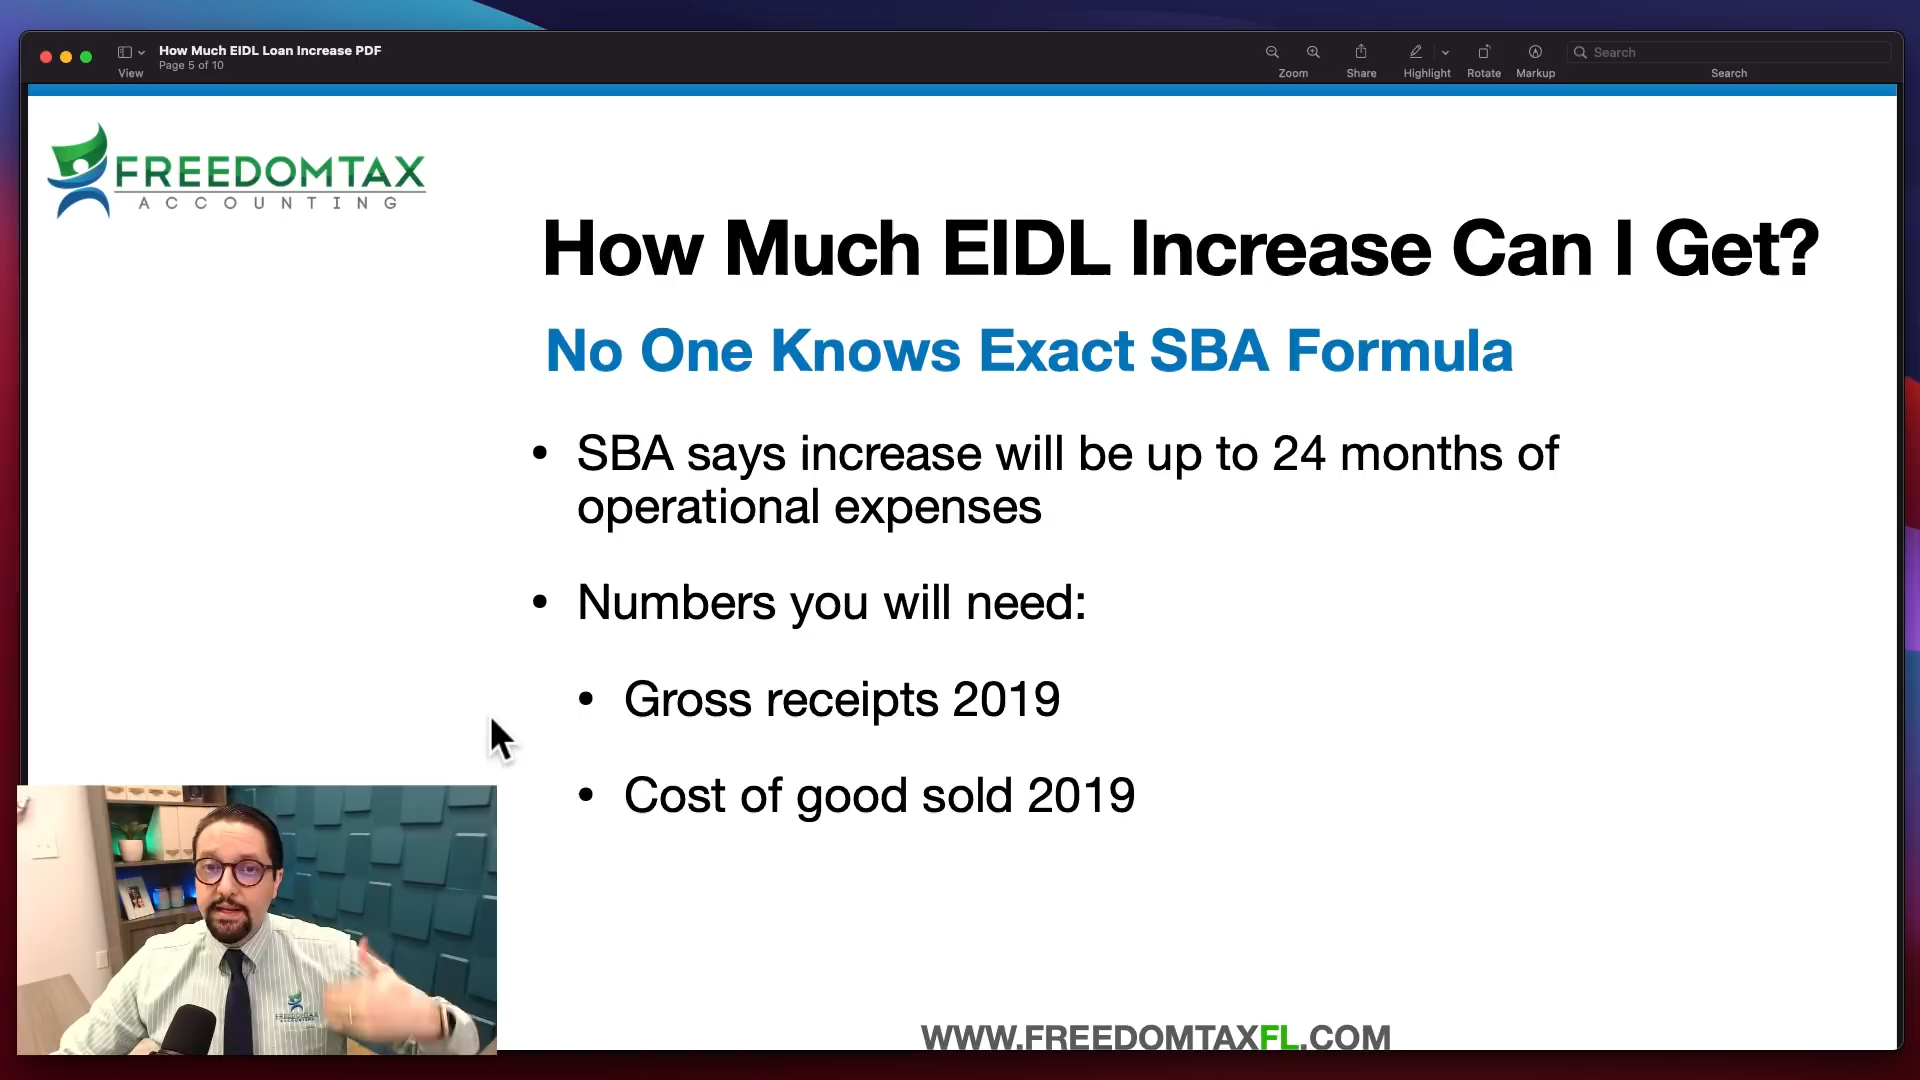 How Much EIDL Loan Increase PDF
Page 5 of 10
View
Zoom
Share
Highlight
Rotate
Markup
Search
Search
FREEDOMTAX
ACCOUNTING
How Much EIDL Increase Can I Get?
No One Knows Exact SBA Formula
• SBA says increase will be up to 24 months of
operational expenses
• Numbers you will need:
• Gross receipts 2019
• Cost of good sold 2019
FREEDOMTAX
ACCOUNTING
WWW.FREEDOMTAXFL.COM